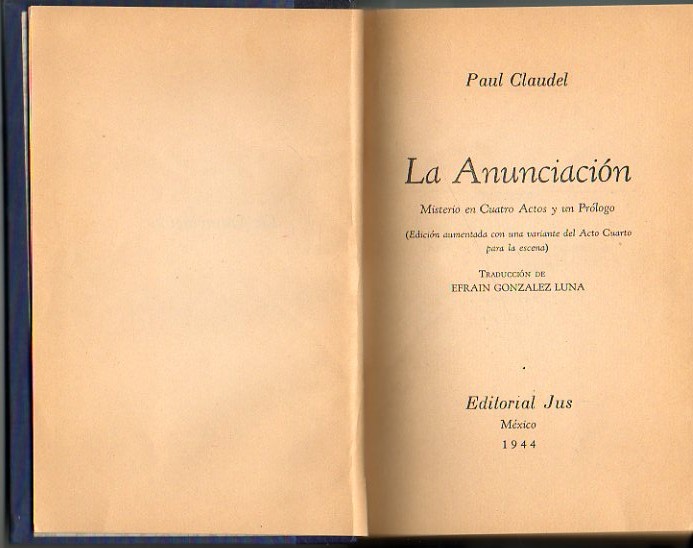 Paul Claudel
La Anunciación
Misterio en Cuatro Actos y un Prólogo
(Edición aumentada con una variante del Acto Cuarto
para la escena)
Traducción de
EFRAIN GONZALEZ LUNA
Editorial Jus
México
1944